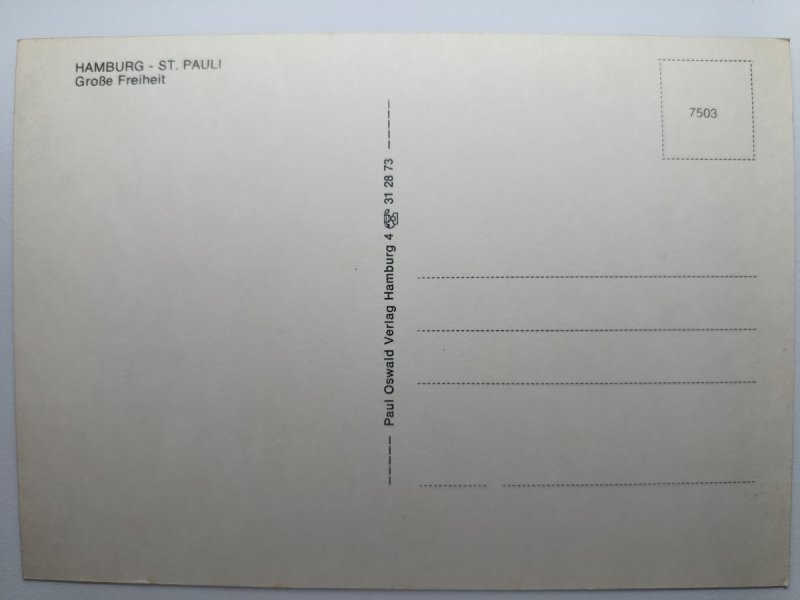 HAMBURG - ST. PAULI
Große Freiheit
7503
Paul Oswald Verlag Hamburg 4 ☎ 31 28 73